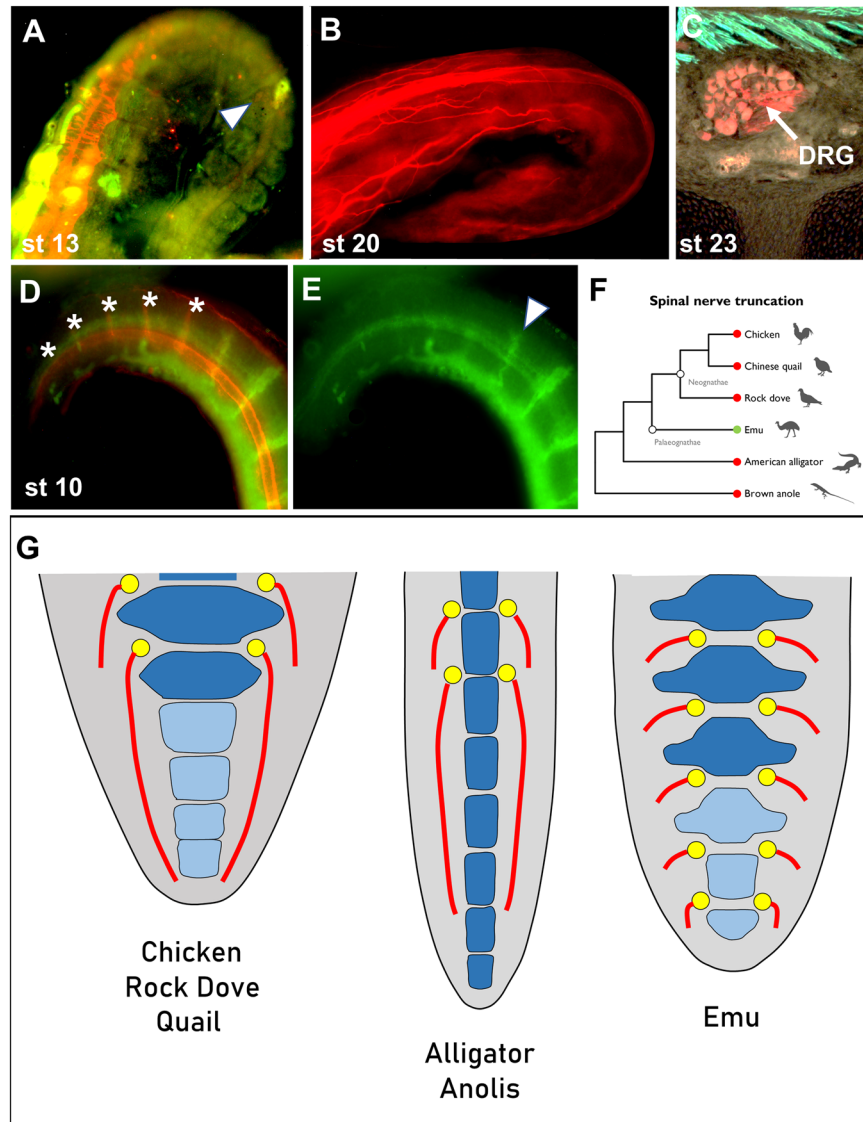 A
st 13
B
st 20
C
DRG
st 23
D
* * * * *
st 10
E
F
Spinal nerve truncation
Chicken
Chinese quail
Neognathae
Rock dove
Emu
Palaeognathae
American alligator
Brown anole
G
Chicken
Rock Dove
Quail
Alligator
Anolis
Emu